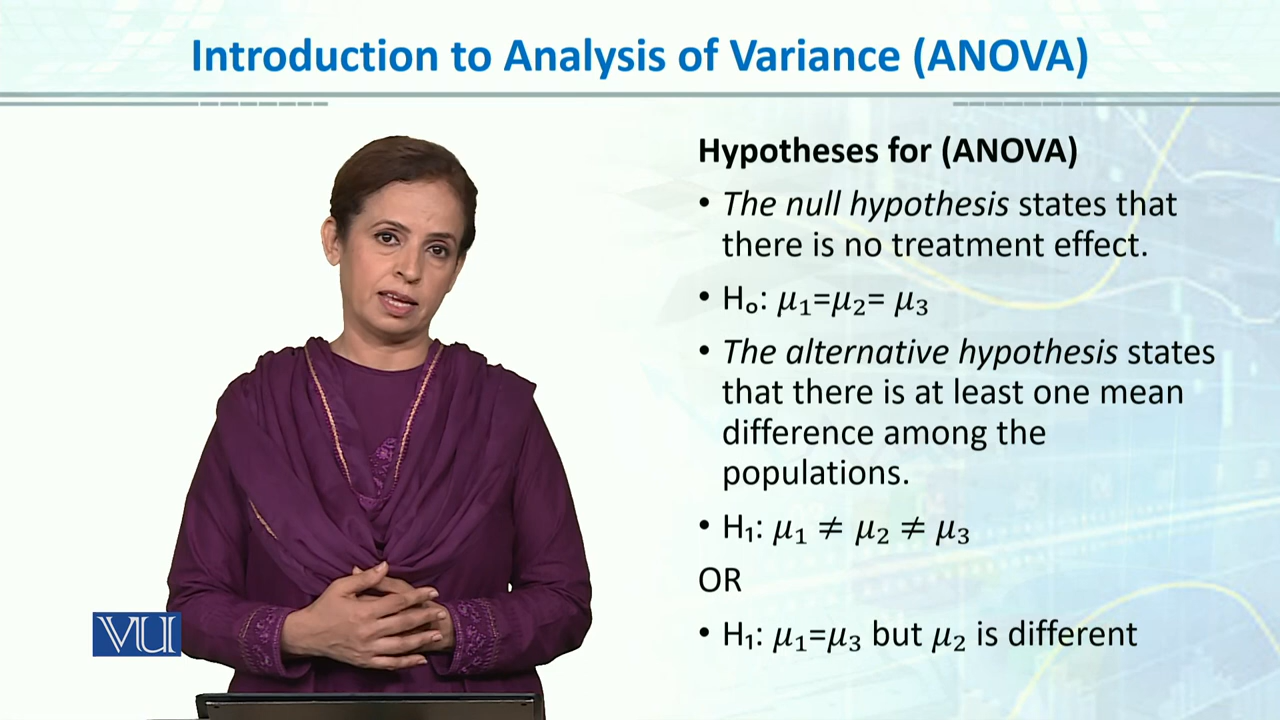 Introduction to Analysis of Variance (ANOVA)
Hypotheses for (ANOVA)
• The null hypothesis states that
there is no treatment effect.
• Hₒ: 𝜇₁=𝜇₂= 𝜇₃
• The alternative hypothesis states
that there is at least one mean
difference among the
populations.
• H₁: 𝜇₁ ≠ 𝜇₂ ≠ 𝜇₃
OR
• H₁: 𝜇₁=𝜇₃ but 𝜇₂ is different
VU